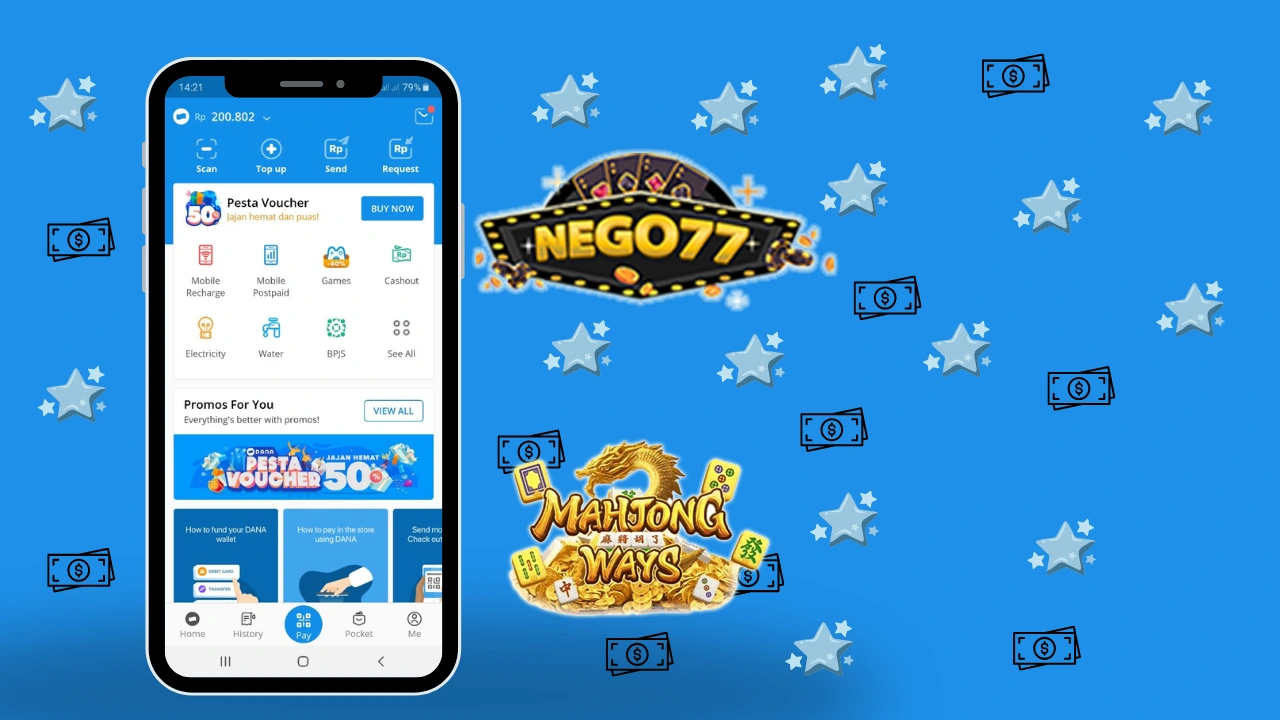 14:21
79%
Rp 200.802
Rp
Rp
Scan
Top up
Send
Request
50%
Pesta Voucher
Jajan hemat dan puas!
BUY NOW
-40%
Rp
Mobile Recharge
Mobile Postpaid
Games
Cashout
Electricity
Water
BPJS
See All
Promos For You
Everything's better with promos!
VIEW ALL
DANA
PESTA
VOUCHER
JAJAN HEMAT
50%
How to fund your DANA
wallet
DEBIT CARD
TRANSFER
How to pay in the store
using DANA
Send mo
Check out
Home
History
Pay
Pocket
Me
NEGO77
MAHJONG
麻將胡了
WAYS
發
中